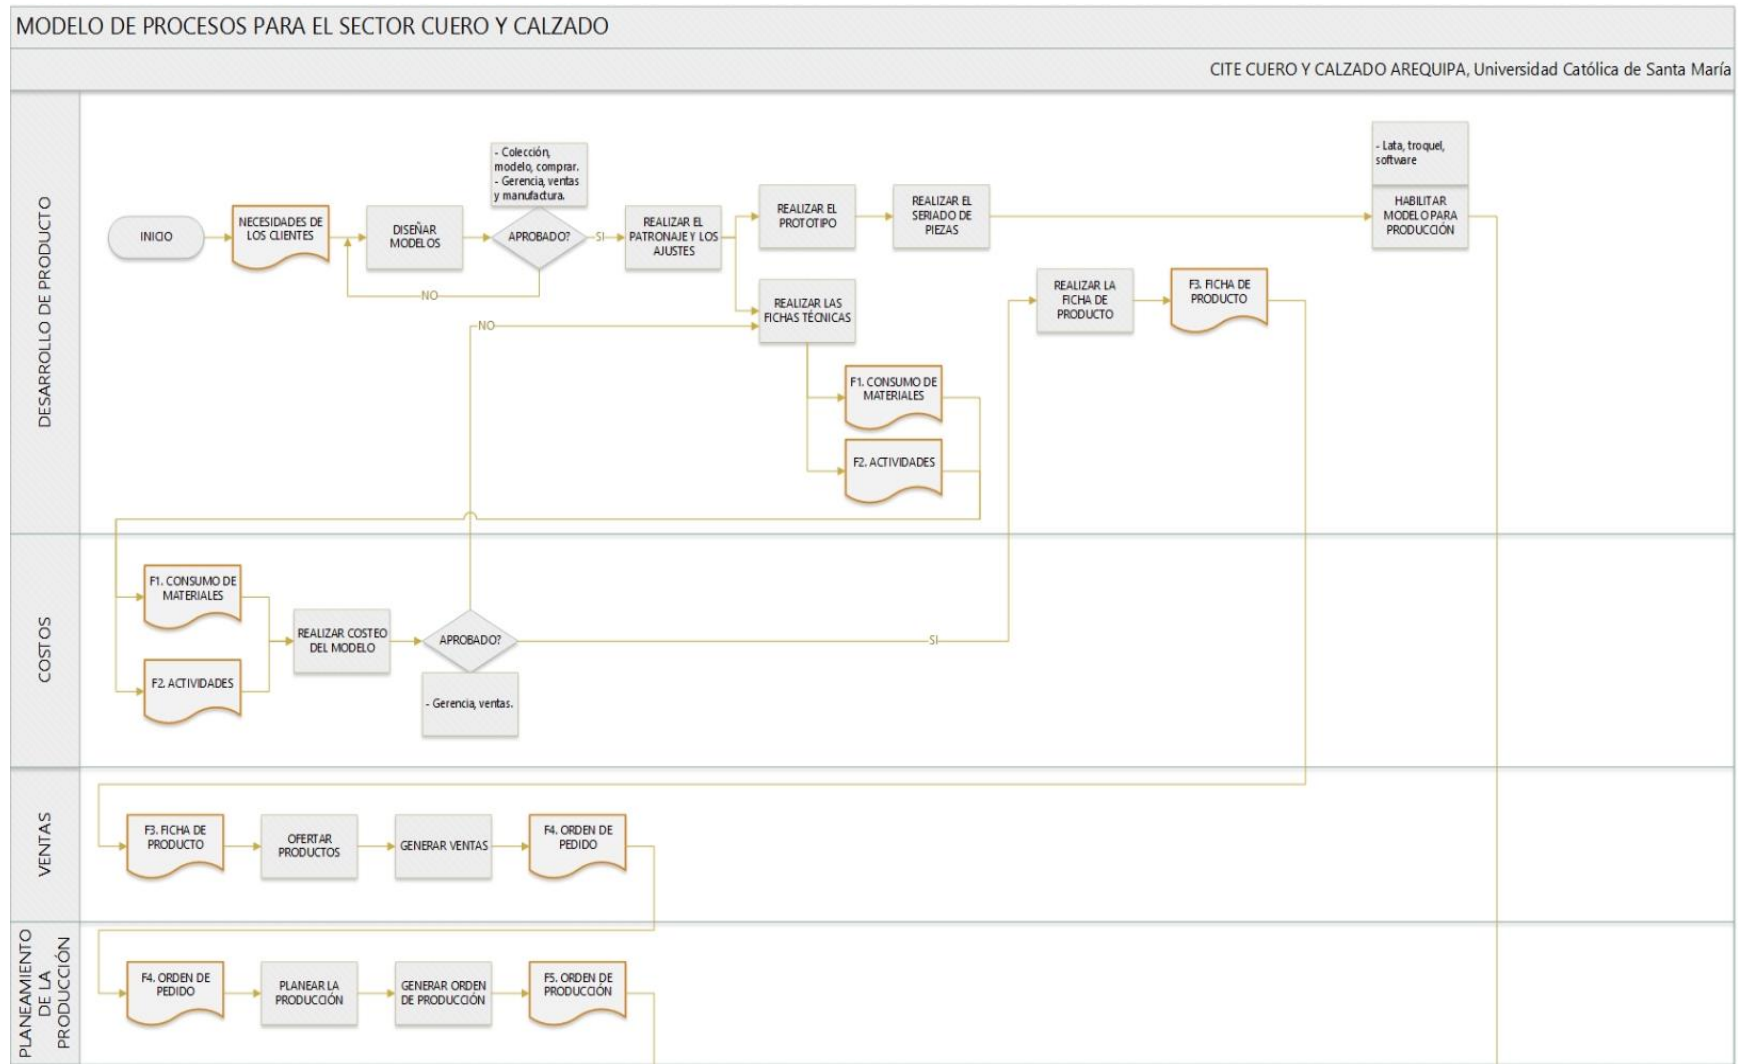 MODELO DE PROCESOS PARA EL SECTOR CUERO Y CALZADO
CITE CUERO Y CALZADO AREQUIPA, Universidad Católica de Santa María
DESARROLLO DE PRODUCTO
INICIO
NECESIDADES DE
LOS CLIENTES
DISEÑAR
MODELOS
- Colección,
modelo, comprar.
- Gerencia, ventas
y manufactura.
APROBADO?
SI
NO
REALIZAR EL
PATRONAJE Y LOS
AJUSTES
REALIZAR EL
PROTOTIPO
REALIZAR EL
SERIADO DE
PIEZAS
- Lata, troquel,
software
HABILITAR
MODELO PARA
PRODUCCIÓN
REALIZAR LAS
FICHAS TÉCNICAS
NO
REALIZAR LA
FICHA DE
PRODUCTO
F3. FICHA DE
PRODUCTO
F1. CONSUMO DE
MATERIALES
F2. ACTIVIDADES
COSTOS
F1. CONSUMO DE
MATERIALES
F2. ACTIVIDADES
REALIZAR COSTEO
DEL MODELO
APROBADO?
SI
- Gerencia, ventas.
VENTAS
F3. FICHA DE
PRODUCTO
OFERTAR
PRODUCTOS
GENERAR VENTAS
F4. ORDEN DE
PEDIDO
PLANEAMIENTO
DE LA
PRODUCCIÓN
F4. ORDEN DE
PEDIDO
PLANEAR LA
PRODUCCIÓN
GENERAR ORDEN
DE PRODUCCIÓN
F5. ORDEN DE
PRODUCCIÓN